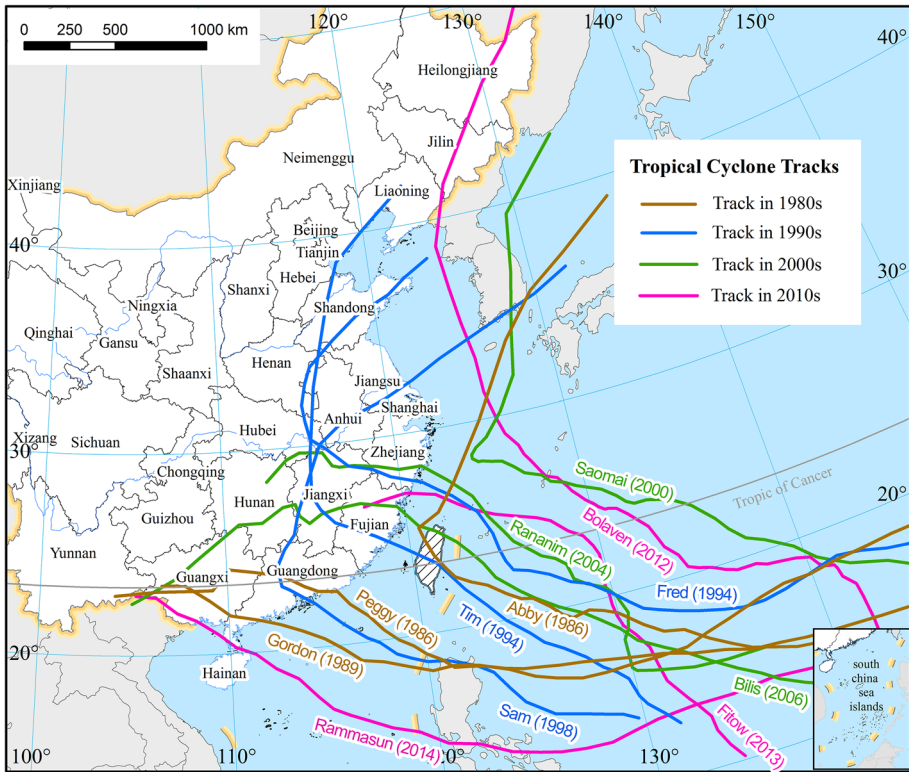 0 250 500 1000 km
120°
130°
140°
150°
40°
Heilongjiang
Jilin
Neimenggu
Xinjiang
Liaoning
Beijing
Tianjin
40°
Hebei
Shanxi
Shandong
Ningxia
Qinghai
Gansu
Henan
Shaanxi
Jiangsu
Shanghai
Anhui
Hubei
Xizang
Sichuan
Zhejiang
30°
Chongqing
Hunan
Jiangxi
Guizhou
Fujian
Yunnan
Guangxi
Guangdong
20°
Hainan
100°
110°
120°
130°
30°
20°
Tropical Cyclone Tracks
Track in 1980s
Track in 1990s
Track in 2000s
Track in 2010s
Saomai (2000)
Tropic of Cancer
Bolaven (2012)
Rananim (2004)
Fred (1994)
Abby (1986)
Peggy (1986)
Tim (1994)
Gordon (1989)
Bilis (2006)
Sam (1998)
Fitow (2013)
Rammasun (2014)
south
china
sea
islands